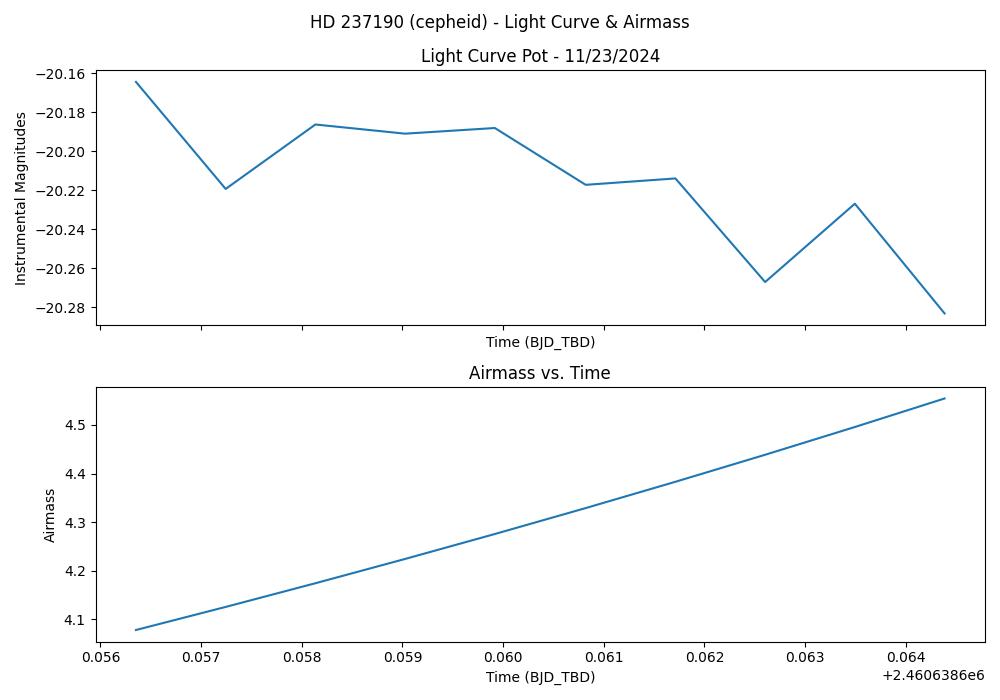 HD 237190 (cepheid) - Light Curve & Airmass
Light Curve Pot - 11/23/2024
−20.16
−20.18
−20.20
−20.22
−20.24
−20.26
−20.28
Instrumental Magnitudes
Time (BJD_TBD)
Airmass vs. Time
4.5
4.4
4.3
4.2
4.1
Airmass
0.056 0.057 0.058 0.059 0.060 0.061 0.062 0.063 0.064
+2.4606386e6
Time (BJD_TBD)